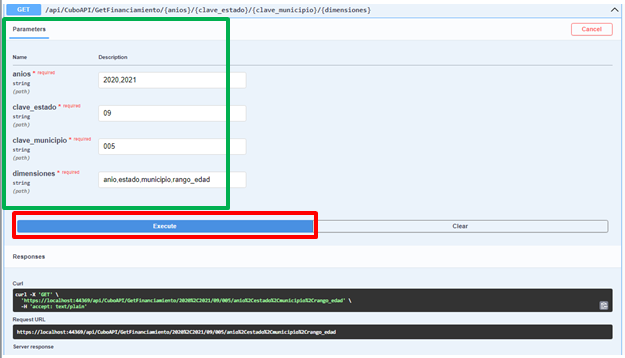 GET /api/CuboAPI/GetFinanciamiento/{anios}/{clave_estado}/{clave_municipio}/{dimensiones}
Parameters
Cancel
Name Description
anios * required
string
(path)
2020,2021
clave_estado * required
string
(path)
09
clave_municipio * required
string
(path)
005
dimensiones * required
string
(path)
anio,estado,municipio,rango_edad
Execute Clear
Responses
Curl
curl -X 'GET' \
'https://localhost:44369/api/CuboAPI/GetFinanciamiento/2020%2C2021/09/005/anio%2Cestado%2Cmunicipio%2Crango_edad' \
-H 'accept: text/plain'
Request URL
https://localhost:44369/api/CuboAPI/GetFinanciamiento/2020%2C2021/09/005/anio%2Cestado%2Cmunicipio%2Crango_edad
Server response